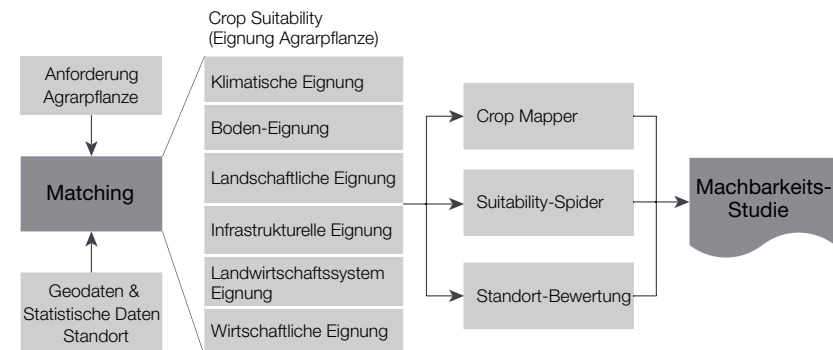 Crop Suitability
(Eignung Agrarpflanze)
Anforderung
Agrarpflanze
Matching
Geodaten &
Statistische Daten
Standort
Klimatische Eignung
Boden-Eignung
Landschaftliche Eignung
Infrastrukturelle Eignung
Landwirtschaftssystem
Eignung
Wirtschaftliche Eignung
Crop Mapper
Suitability-Spider
Standort-Bewertung
Machbarkeits-
Studie